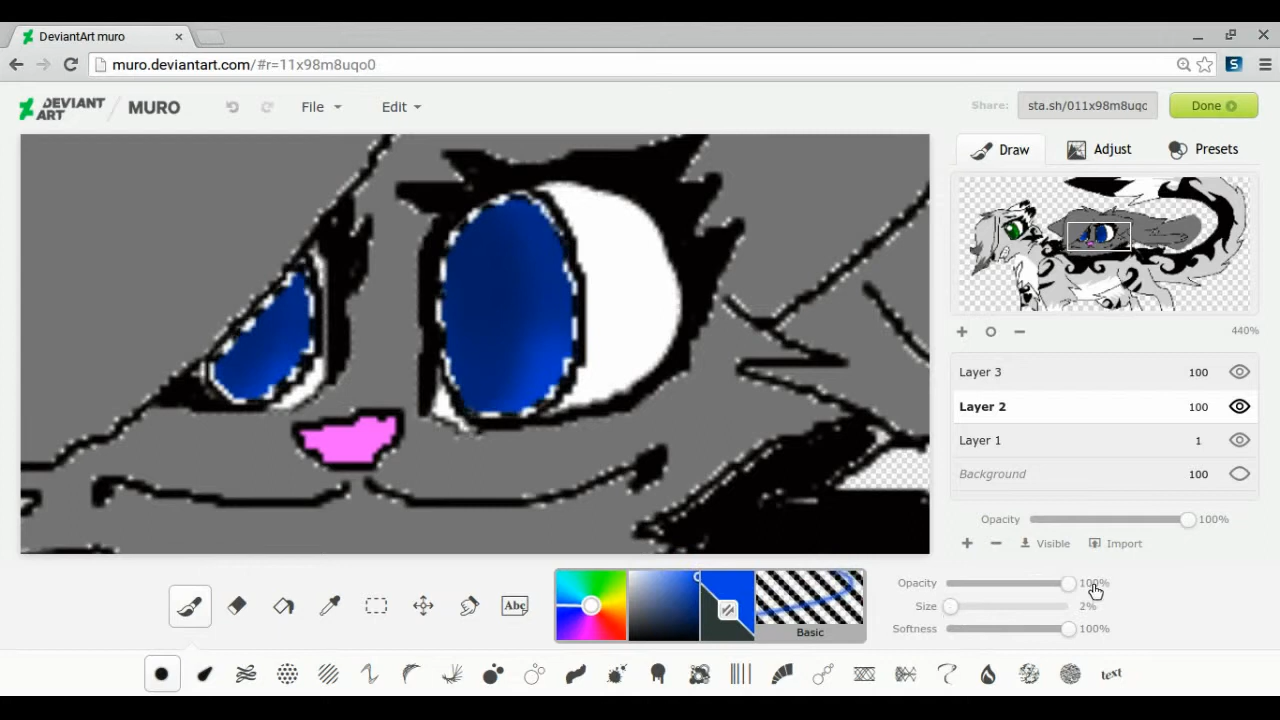 DeviantArt muro
muro.deviantart.com/#r=11x98m8uqo0
S
DEVIANT ART MURO File Edit Share: sta.sh/011x98m8uqc Done
Draw Adjust Presets
440%
Layer 3 100
Layer 2 100
Layer 1 1
Background 100
Opacity 100%
Visible Import
Opacity 100%
Size 2%
Softness 100%
Abc
Basic
text